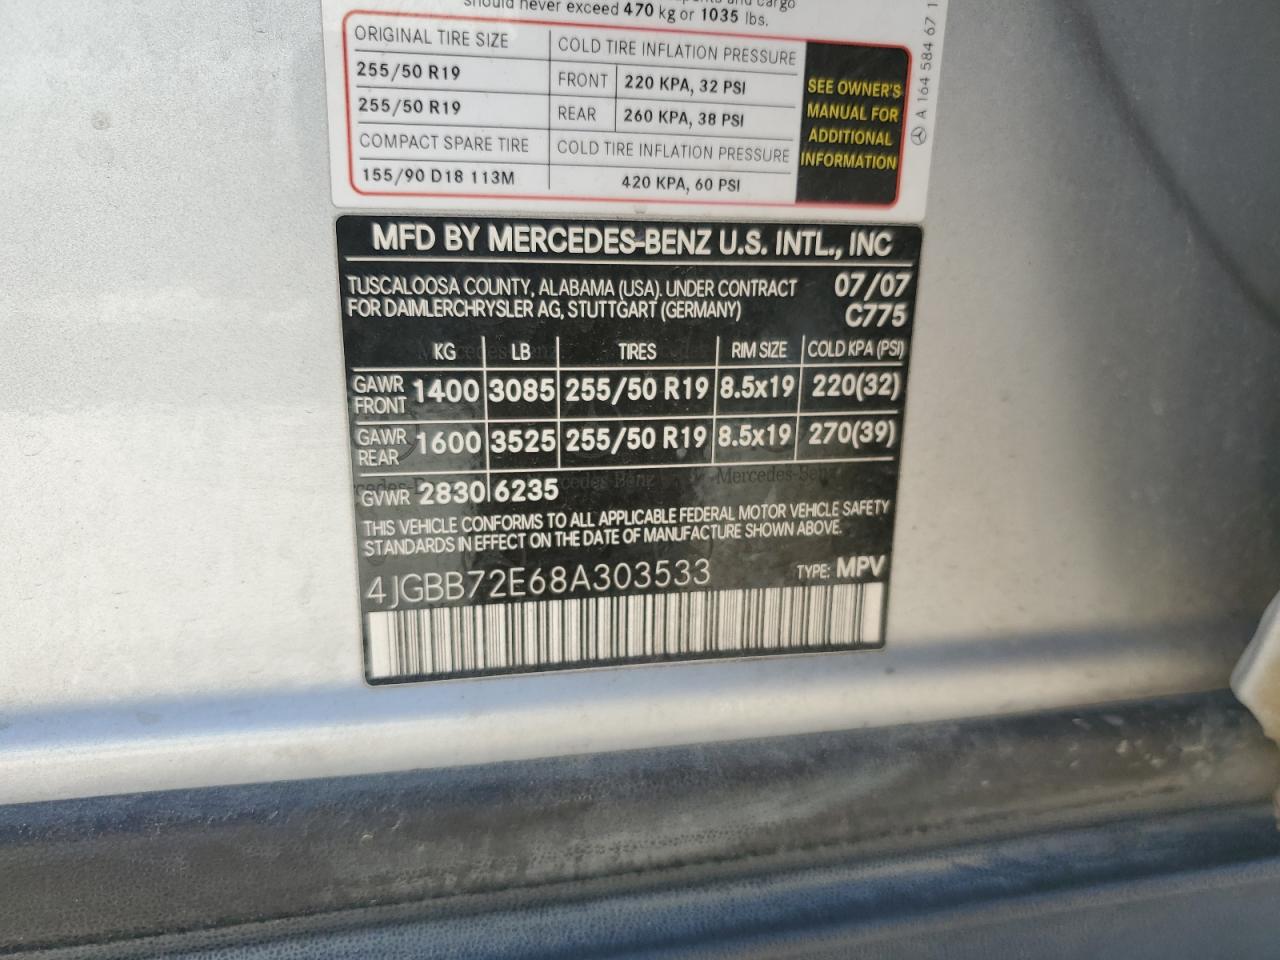 should never exceed 470 kg or 1035 lbs.
ORIGINAL TIRE SIZE COLD TIRE INFLATION PRESSURE
255/50 R19 FRONT 220 KPA, 32 PSI
255/50 R19 REAR 260 KPA, 38 PSI
COMPACT SPARE TIRE COLD TIRE INFLATION PRESSURE
155/90 D18 113M 420 KPA, 60 PSI
SEE OWNER'S
MANUAL FOR
ADDITIONAL
INFORMATION
A 164 584 67 1
MFD BY MERCEDES-BENZ U.S. INTL., INC
TUSCALOOSA COUNTY, ALABAMA (USA). UNDER CONTRACT 07/07
FOR DAIMLERCHRYSLER AG, STUTTGART (GERMANY) C775
KG LB TIRES RIM SIZE COLD KPA (PSI)
GAWR FRONT 1400 3085 255/50 R19 8.5x19 220(32)
GAWR REAR 1600 3525 255/50 R19 8.5x19 270(39)
GVWR 2830 6235
Mercedes-Benz
THIS VEHICLE CONFORMS TO ALL APPLICABLE FEDERAL MOTOR VEHICLE SAFETY
STANDARDS IN EFFECT ON THE DATE OF MANUFACTURE SHOWN ABOVE.
4JGBB72E68A303533 TYPE: MPV